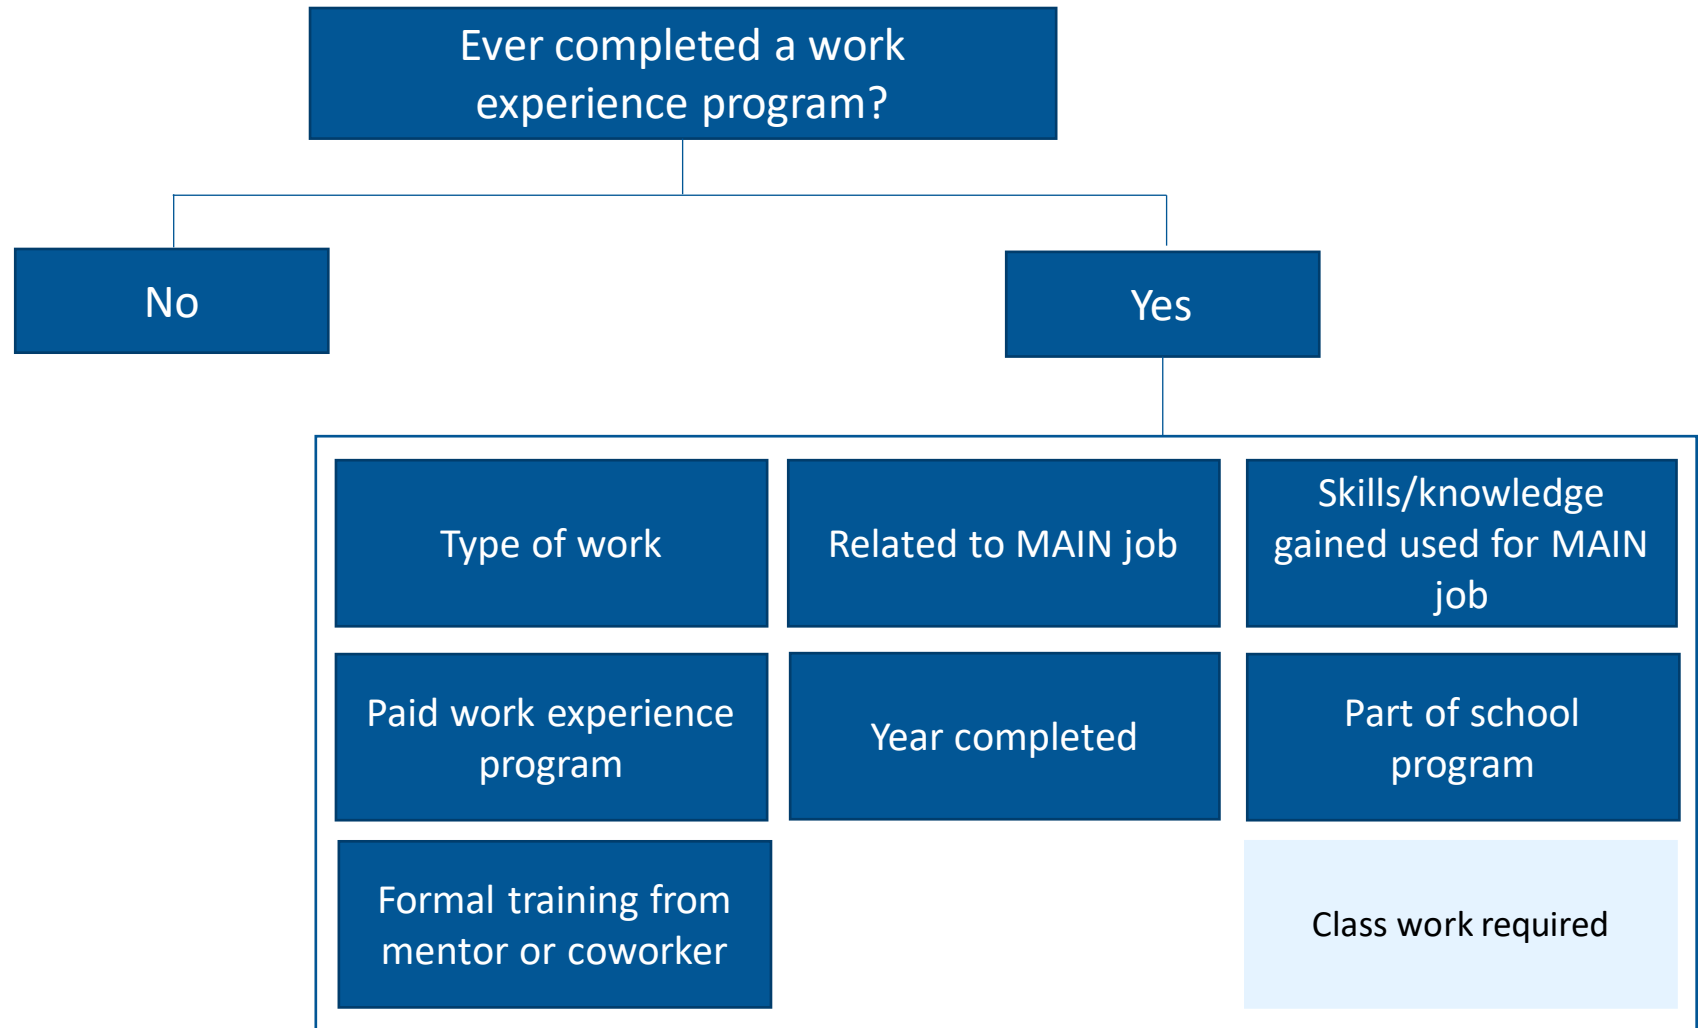 Ever completed a work
experience program?
No
Yes
Type of work
Related to MAIN job
Skills/knowledge
gained used for MAIN
job
Paid work experience
program
Year completed
Part of school
program
Formal training from
mentor or coworker
Class work required